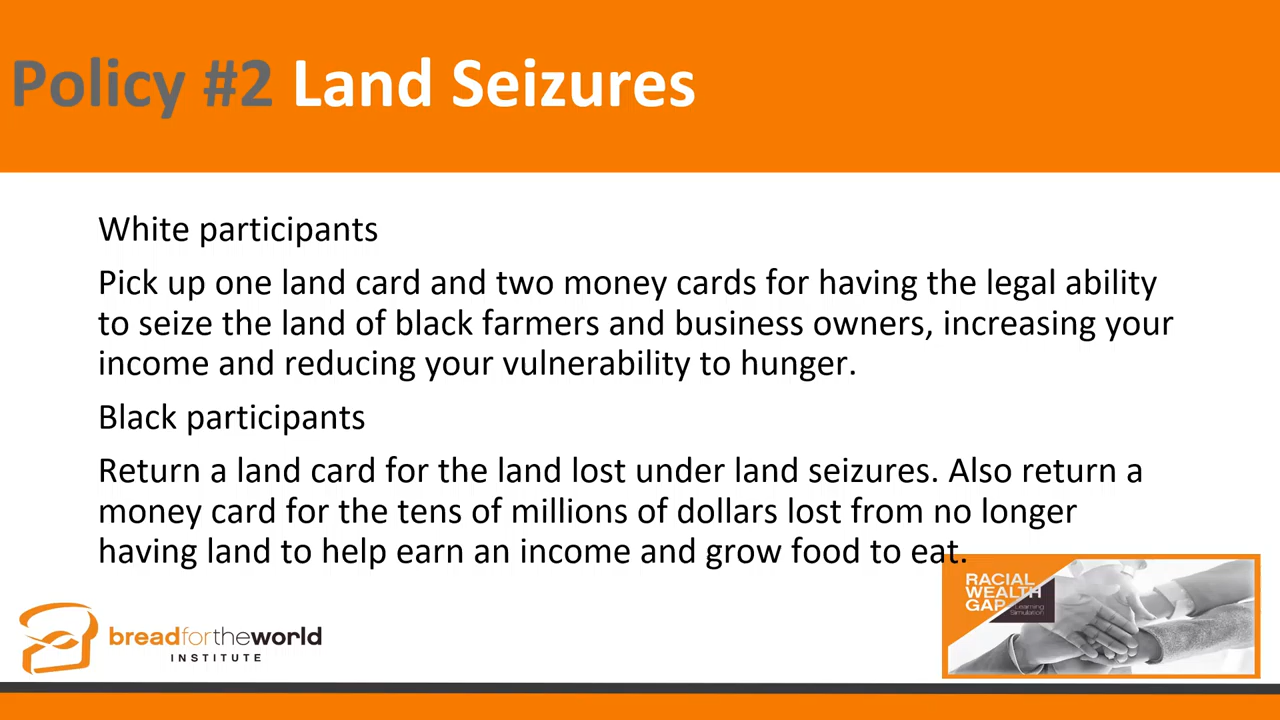 Policy #2 Land Seizures
White participants
Pick up one land card and two money cards for having the legal ability
to seize the land of black farmers and business owners, increasing your
income and reducing your vulnerability to hunger.
Black participants
Return a land card for the land lost under land seizures. Also return a
money card for the tens of millions of dollars lost from no longer
having land to help earn an income and grow food to eat.
RACIAL
WEALTH
GAP Learning
Simulation
breadfortheworld
INSTITUTE